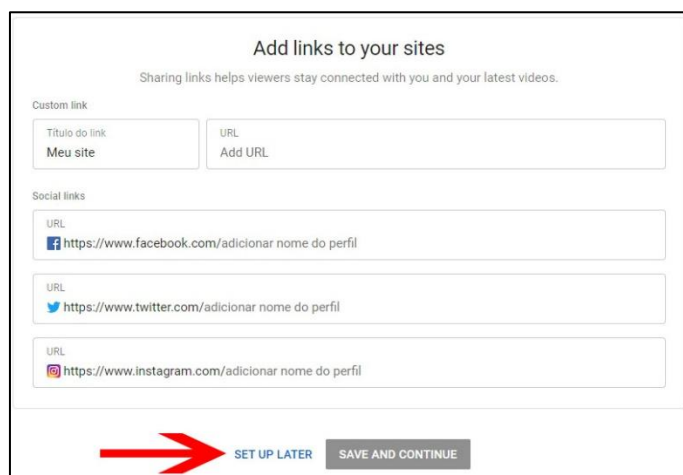 Add links to your sites
Sharing links helps viewers stay connected with you and your latest videos.
Custom link
Título do link
Meu site
URL
Add URL
Social links
URL
https://www.facebook.com/adicionar nome do perfil
URL
https://www.twitter.com/adicionar nome do perfil
URL
https://www.instagram.com/adicionar nome do perfil
SET UP LATER SAVE AND CONTINUE